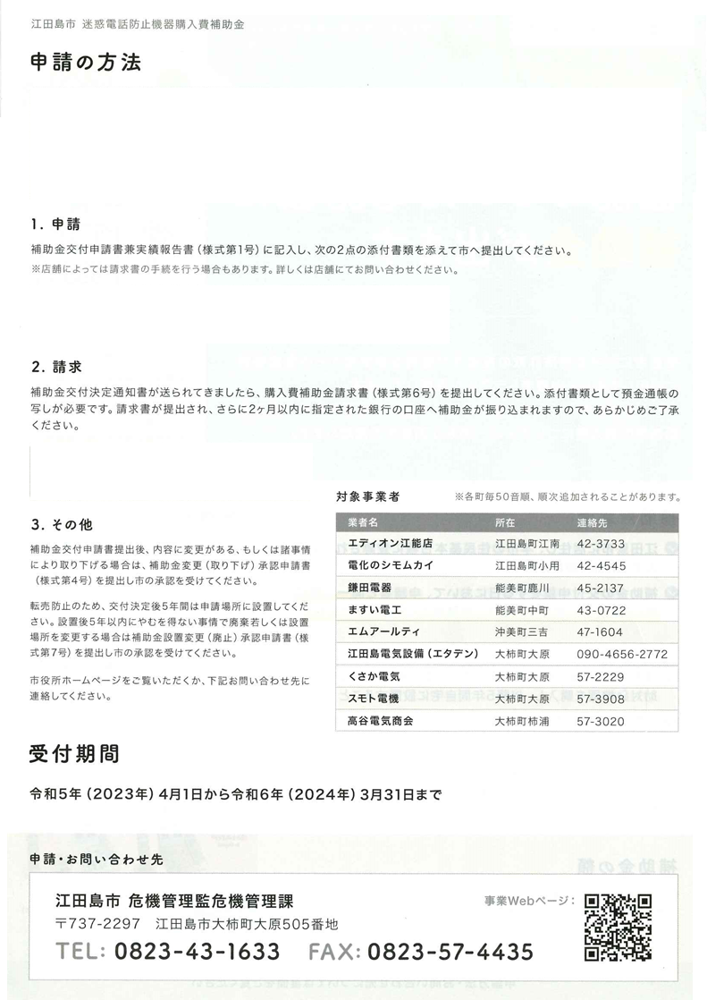 江田島市 迷惑電話防止機器購入費補助金
申請の方法
1. 申請
補助金交付申請書兼実績報告書（様式第1号）に記入し、次の2点の添付書類を添えて市へ提出してください。
※店舗によっては請求書の手続を行う場合もあります。詳しくは店舗にてお問い合わせください。
2. 請求
補助金交付決定通知書が送られてきましたら、購入費補助金請求書（様式第6号）を提出してください。添付書類として預金通帳の
写しが必要です。請求書が提出され、さらに2ヶ月以内に指定された銀行の口座へ補助金が振り込まれますので、あらかじめご了承
ください。
3. その他
補助金交付申請書提出後、内容に変更がある、もしくは諸事情
により取り下げる場合は、補助金変更（取り下げ）承認申請書
（様式第4号）を提出し市の承認を受けてください。
転売防止のため、交付決定後5年間は申請場所に設置してくだ
さい。設置後5年以内にやむを得ない事情で廃棄若しくは設置
場所を変更する場合は補助金設置変更（廃止）承認申請書（様
式第7号）を提出し市の承認を受けてください。
市役所ホームページをご覧いただくか、下記お問い合わせ先に
連絡してください。
対象事業者 ※各町毎50音順、順次追加されることがあります。
業者名 所在 連絡先
エディオン江能店 江田島町江南 42-3733
電化のシモムカイ 江田島町小用 42-4545
鎌田電器 能美町鹿川 45-2137
ますい電工 能美町中町 43-0722
エムアールティ 沖美町三吉 47-1604
江田島電気設備（エタデン） 大柿町大原 090-4656-2772
くさか電気 大柿町大原 57-2229
スモト電機 大柿町大原 57-3908
高谷電気商会 大柿町柿浦 57-3020
受付期間
令和5年（2023年）4月1日から令和6年（2024年）3月31日まで
申請・お問い合わせ先
江田島市 危機管理監危機管理課
〒737-2297 江田島市大柿町大原505番地
TEL: 0823-43-1633 FAX: 0823-57-4435
事業Webページ：